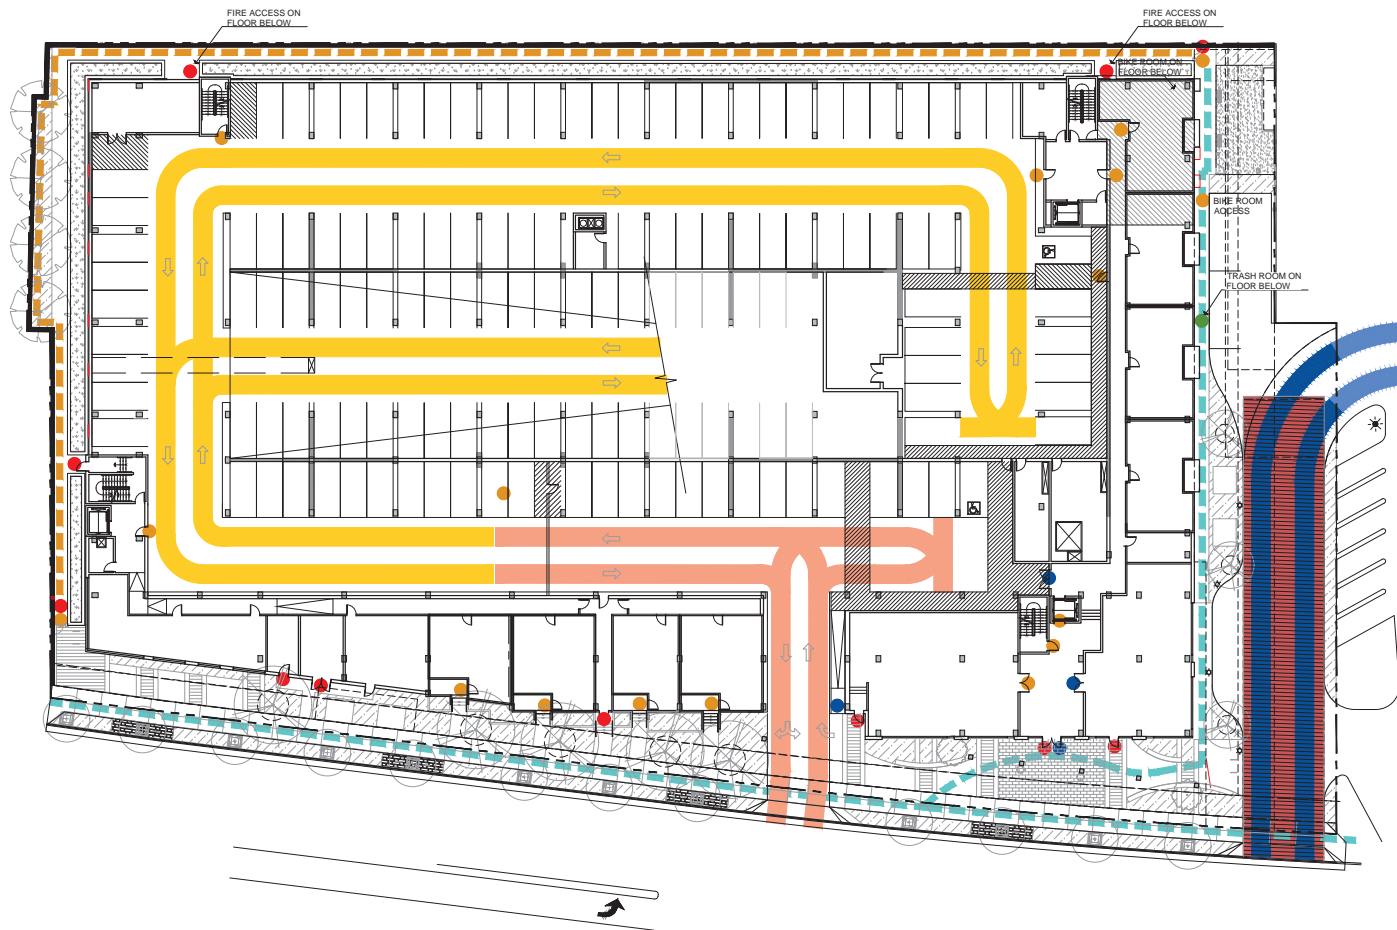 FIRE ACCESS ON
FLOOR BELOW
FIRE ACCESS ON
FLOOR BELOW
BIKE ROOM ON
FLOOR BELOW
BIKE ROOM
ACCESS
TRASH ROOM ON
FLOOR BELOW